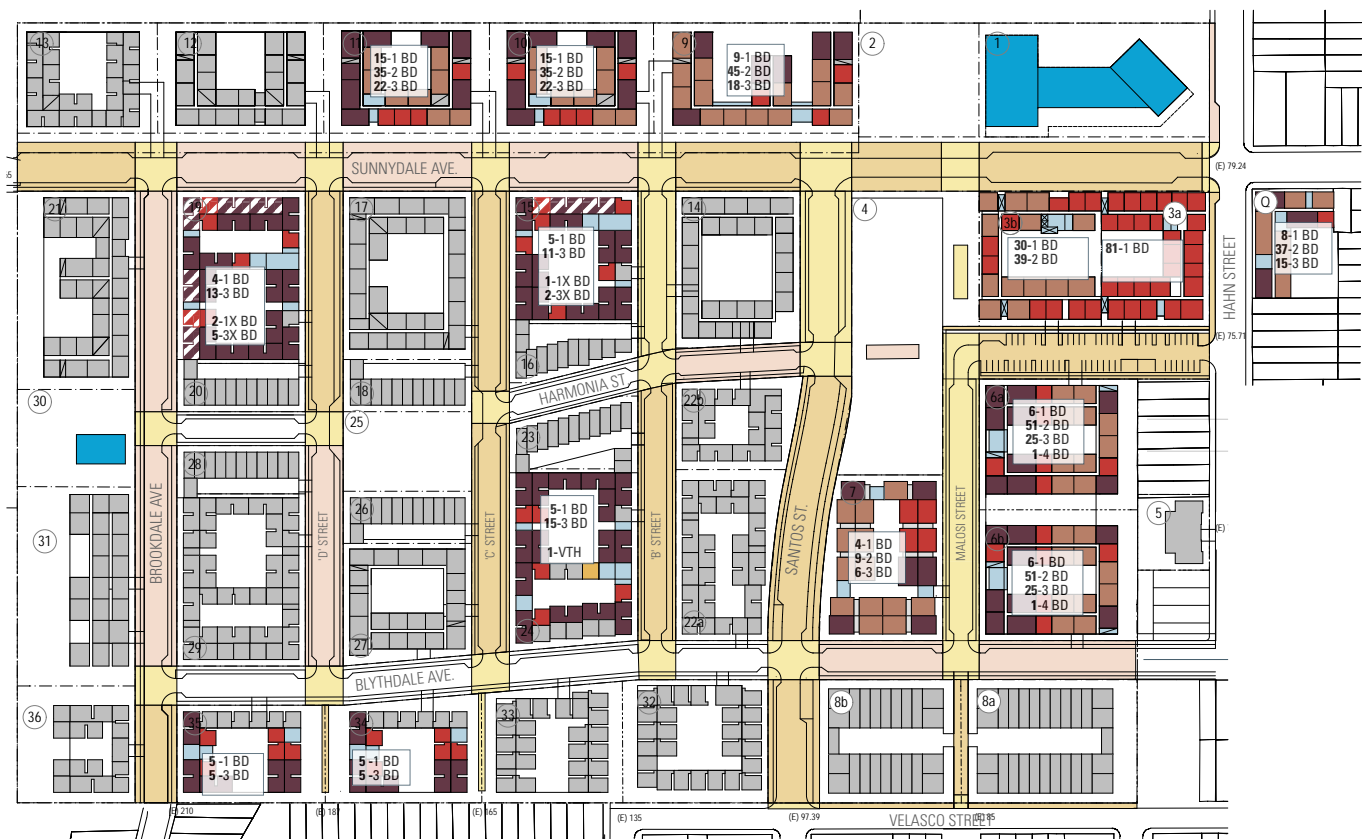 13
12
11
15-1 BD
35-2 BD
22-3 BD
10
15-1 BD
35-2 BD
22-3 BD
9
9-1 BD
45-2 BD
18-3 BD
2
1
SUNNYDALE AVE.
(E) 79.24
21
19
4-1 BD
13-3 BD
2-1X BD
5-3X BD
17
15
5-1 BD
11-3 BD
1-1X BD
2-3X BD
14
4
3b
30-1 BD
39-2 BD
3a
81-1 BD
HAHN STREET
Q
8-1 BD
37-2 BD
15-3 BD
(E) 75.71
20
18
16
HARMONIA ST.
30
25
23
22b
6a
6-1 BD
51-2 BD
25-3 BD
1-4 BD
28
26
5-1 BD
15-3 BD
1-VTH
7
4-1 BD
9-2 BD
6-3 BD
5
(E)
31
BROOKDALE AVE
'D' STREET
'C' STREET
'B' STREET
SANTOS ST.
MALOSI STREET
6b
6-1 BD
51-2 BD
25-3 BD
1-4 BD
29
27
24
22a
BLYTHDALE AVE.
36
35
5 -1 BD
5 -3 BD
34
5 -1 BD
5 -3 BD
33
32
8b
8a
(E) 210
(E) 187
(E) 165
(E) 135
(E) 97.39
VELASCO STREET
(E) 85